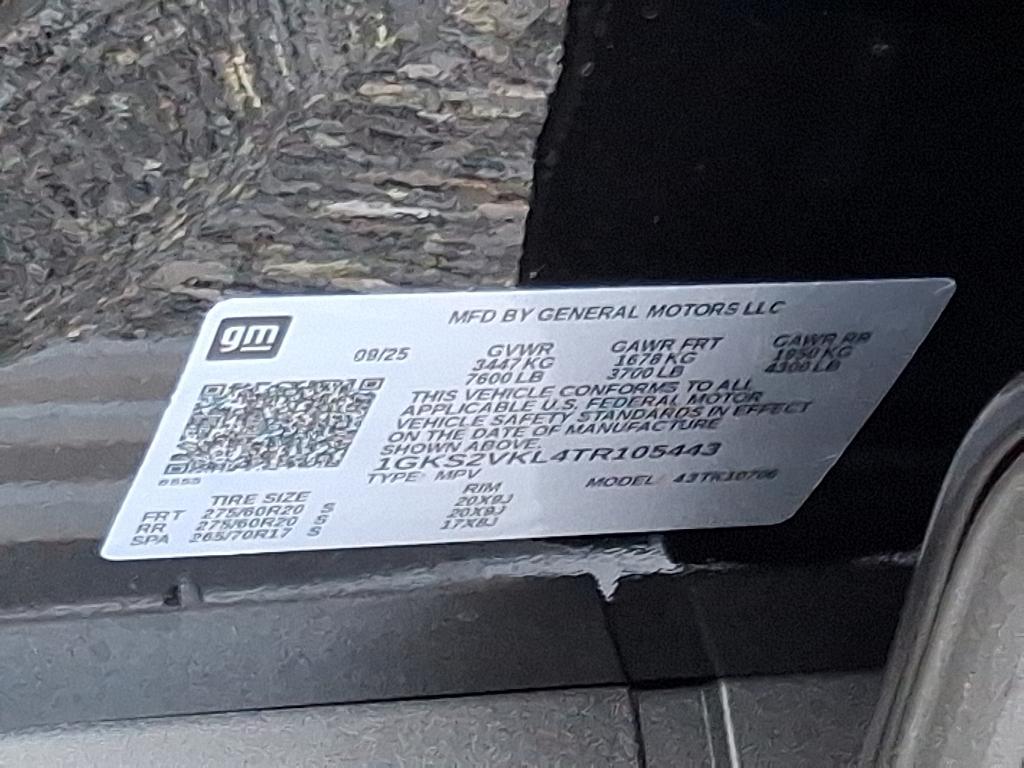 gm
MFD BY GENERAL MOTORS LLC
09/25 GVWR GAWR FRT GAWR RR
3447 KG 1678 KG 1950 KG
7600 LB 3700 LB 4300 LB
THIS VEHICLE CONFORMS TO ALL
APPLICABLE U.S. FEDERAL MOTOR
VEHICLE SAFETY STANDARDS IN EFFECT
ON THE DATE OF MANUFACTURE
SHOWN ABOVE.
1GKS2VKL4TR105443
TYPE: MPV MODEL:
TIRE SIZE RIM
FRT 275/60R20 S 20X9J
RR 275/60R20 S 20X9J
SPA 265/70R17 S 17X8J